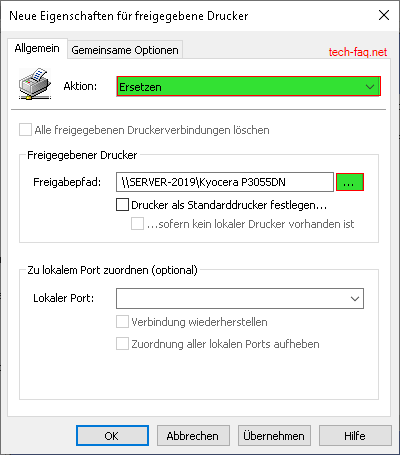 Neue Eigenschaften für freigegebene Drucker
Allgemein
Gemeinsame Optionen
tech-faq.net
Aktion:
Ersetzen
Alle freigegebenen Druckerverbindungen löschen
Freigegebener Drucker
Freigabepfad:
\\SERVER-2019\Kyocera P3055DN
...
Drucker als Standarddrucker festlegen...
...sofern kein lokaler Drucker vorhanden ist
Zu lokalem Port zuordnen (optional)
Lokaler Port:
Verbindung wiederherstellen
Zuordnung aller lokalen Ports aufheben
OK
Abbrechen
Übernehmen
Hilfe